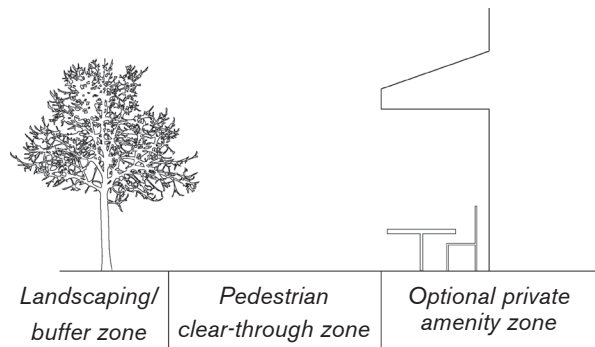 Landscaping/
buffer zone
Pedestrian
clear-through zone
Optional private
amenity zone